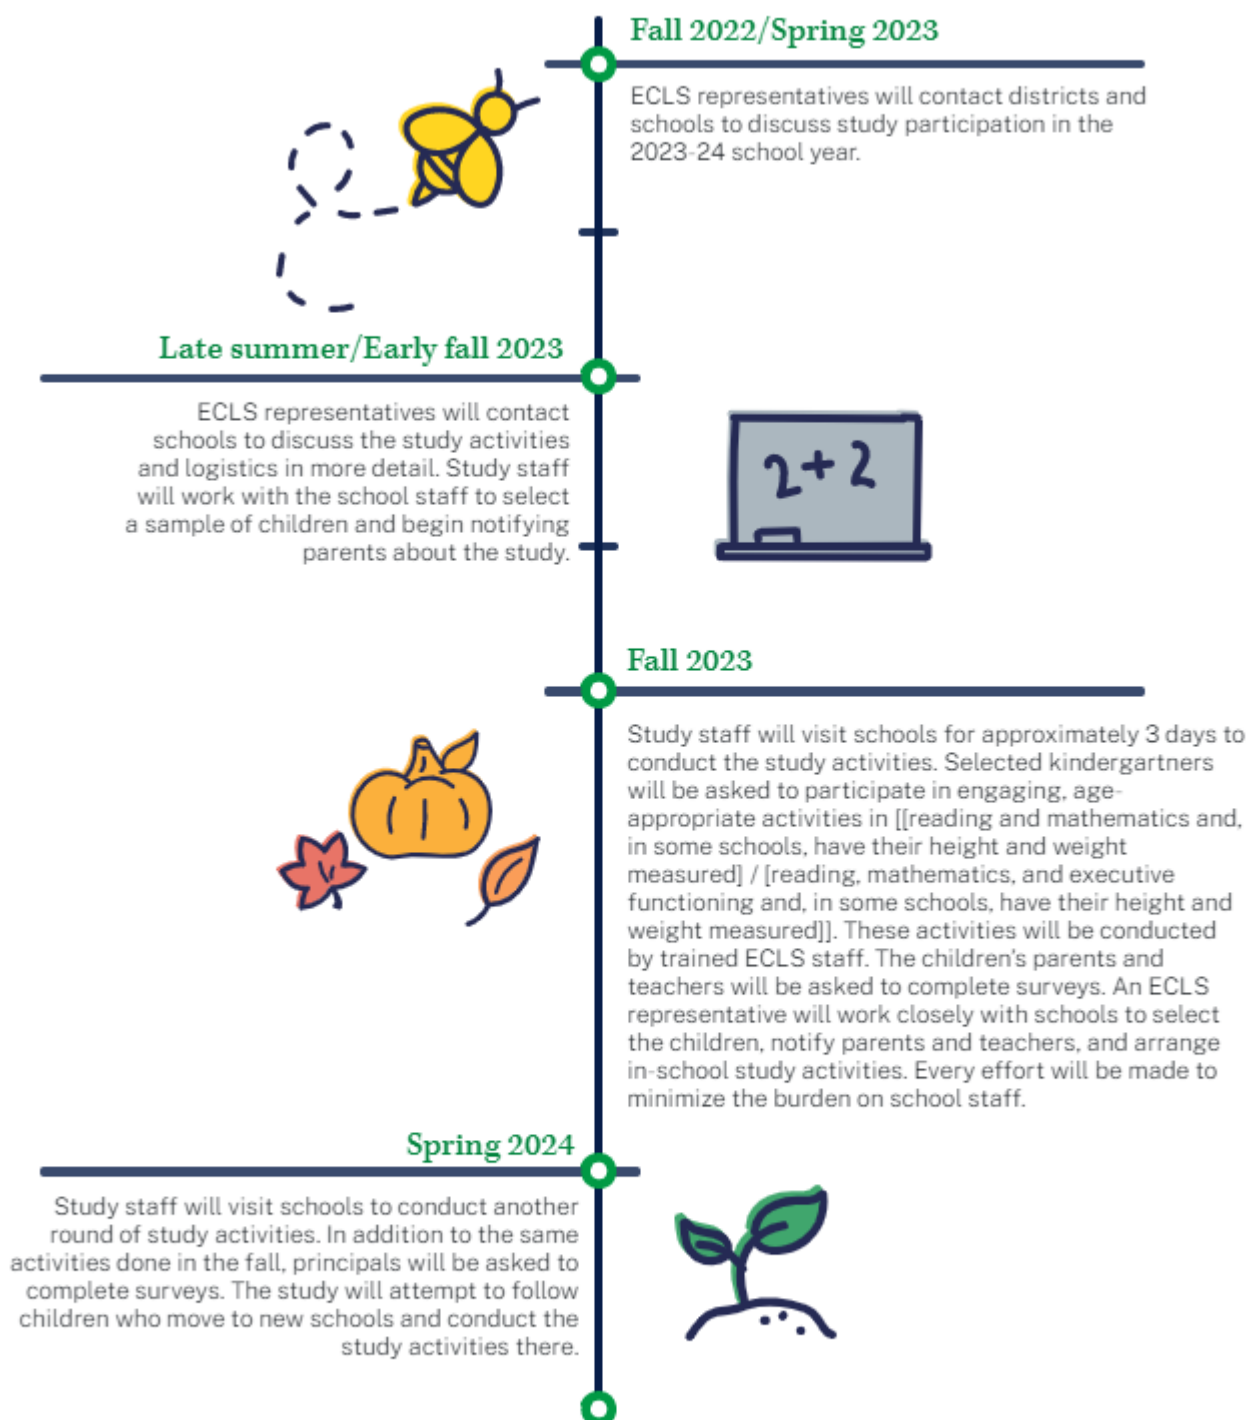 Fall 2022/Spring 2023
ECLS representatives will contact districts and
schools to discuss study participation in the
2023-24 school year.
Late summer/Early fall 2023
ECLS representatives will contact
schools to discuss the study activities
and logistics in more detail. Study staff
will work with the school staff to select
a sample of children and begin notifying
parents about the study.
2+2
Fall 2023
Study staff will visit schools for approximately 3 days to
conduct the study activities. Selected kindergartners
will be asked to participate in engaging, age-
appropriate activities in [[reading and mathematics and,
in some schools, have their height and weight
measured] / [reading, mathematics, and executive
functioning and, in some schools, have their height and
weight measured]]. These activities will be conducted
by trained ECLS staff. The children's parents and
teachers will be asked to complete surveys. An ECLS
representative will work closely with schools to select
the children, notify parents and teachers, and arrange
in-school study activities. Every effort will be made to
minimize the burden on school staff.
Spring 2024
Study staff will visit schools to conduct another
round of study activities. In addition to the same
activities done in the fall, principals will be asked to
complete surveys. The study will attempt to follow
children who move to new schools and conduct the
study activities there.